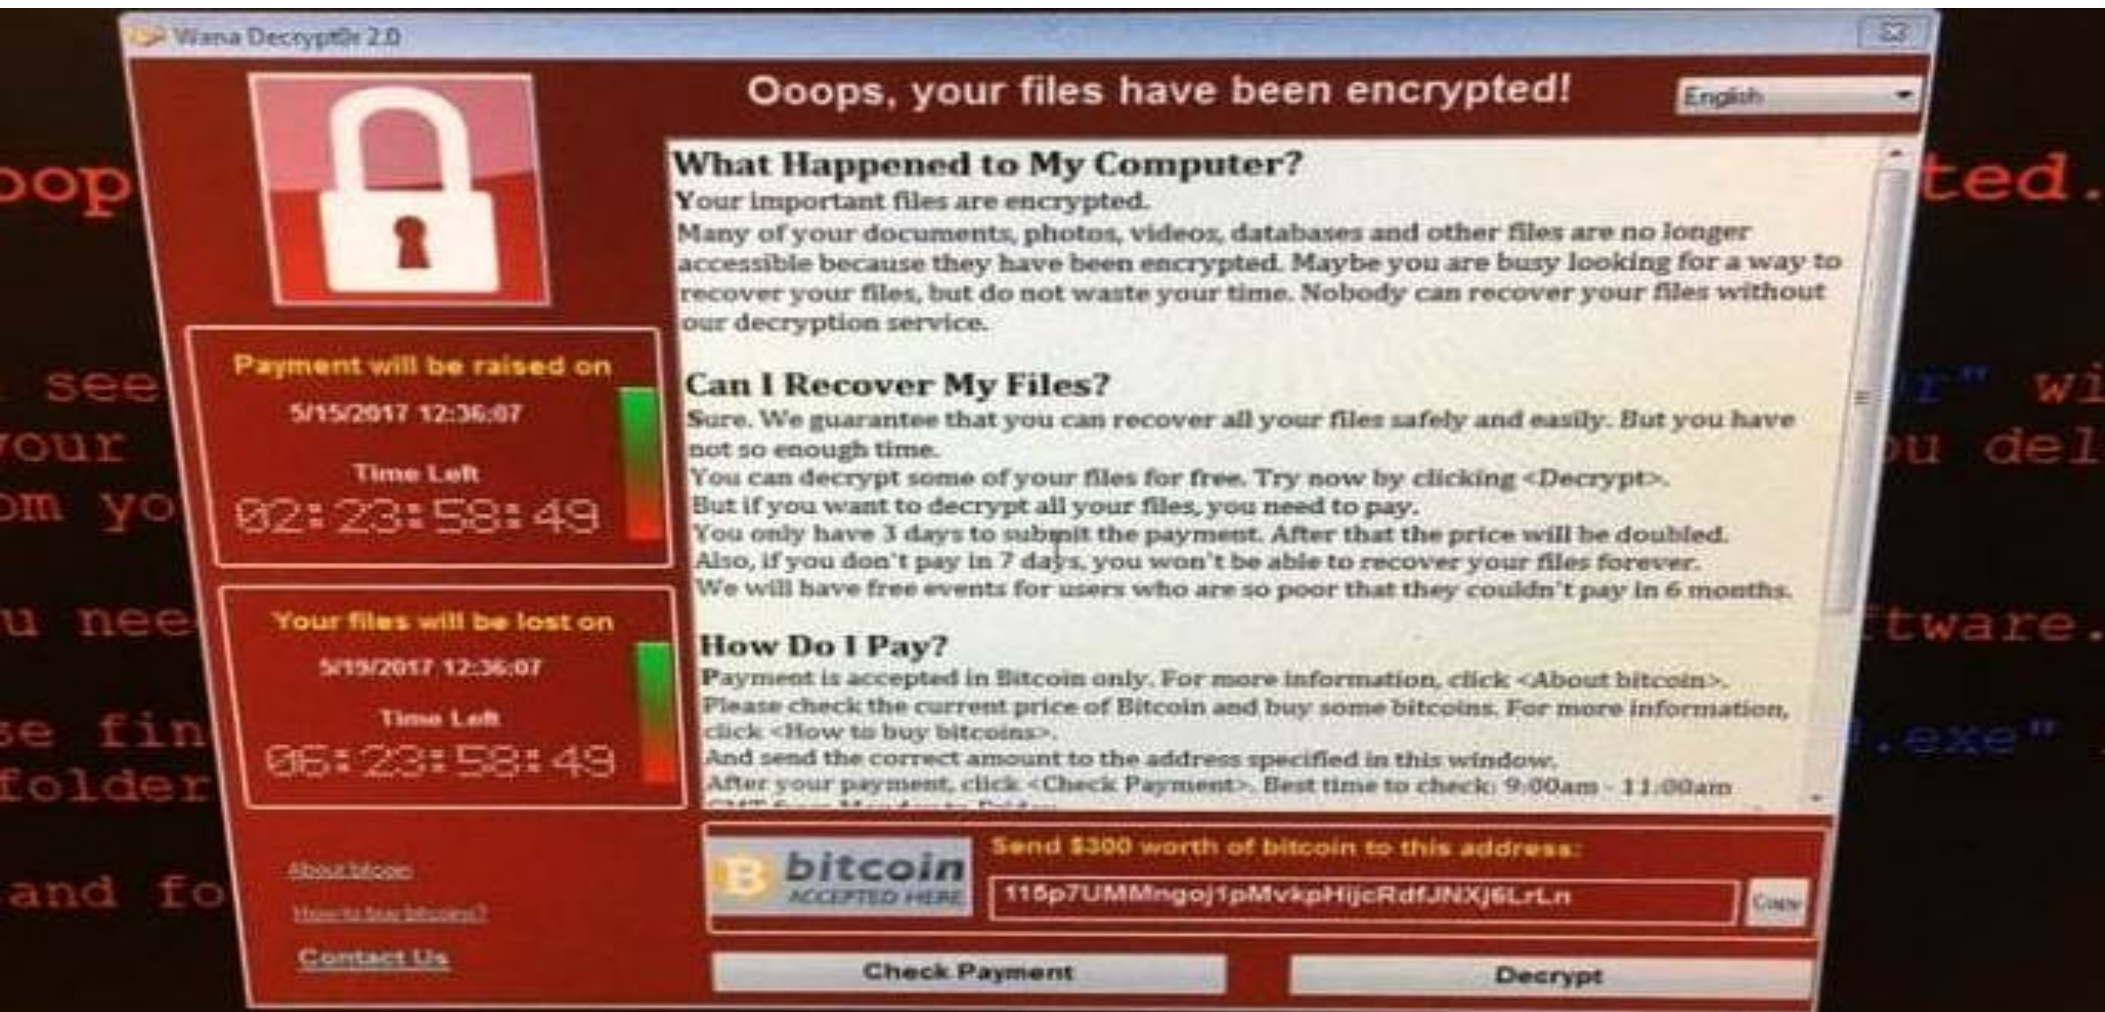 Wana Decrypt0r 2.0
Ooops, your files have been encrypted!
English
What Happened to My Computer?
Your important files are encrypted.
Many of your documents, photos, videos, databases and other files are no longer
accessible because they have been encrypted. Maybe you are busy looking for a way to
recover your files, but do not waste your time. Nobody can recover your files without
our decryption service.
Can I Recover My Files?
Sure. We guarantee that you can recover all your files safely and easily. But you have
not so enough time.
You can decrypt some of your files for free. Try now by clicking <Decrypt>.
But if you want to decrypt all your files, you need to pay.
You only have 3 days to submit the payment. After that the price will be doubled.
Also, if you don't pay in 7 days, you won't be able to recover your files forever.
We will have free events for users who are so poor that they couldn't pay in 6 months.
How Do I Pay?
Payment is accepted in Bitcoin only. For more information, click <About bitcoin>.
Please check the current price of Bitcoin and buy some bitcoins. For more information,
click <How to buy bitcoins>.
And send the correct amount to the address specified in this window.
After your payment, click <Check Payment>. Best time to check: 9:00am - 11:00am
GMT from Monday to Friday
Payment will be raised on
5/15/2017 12:36:07
Time Left
02:23:58:49
Your files will be lost on
5/19/2017 12:36:07
Time Left
06:23:58:49
About bitcoin
How to buy bitcoins?
Contact Us
bitcoin
ACCEPTED HERE
Send $300 worth of bitcoin to this address:
115p7UMMngoj1pMvkpHijcRdfJNXj6LrLn
Copy
Check Payment
Decrypt
oop
ted.
see
r" wi
your
ou del
om yo
u nee
ftware.
se fin
.exe"
folder
and fo